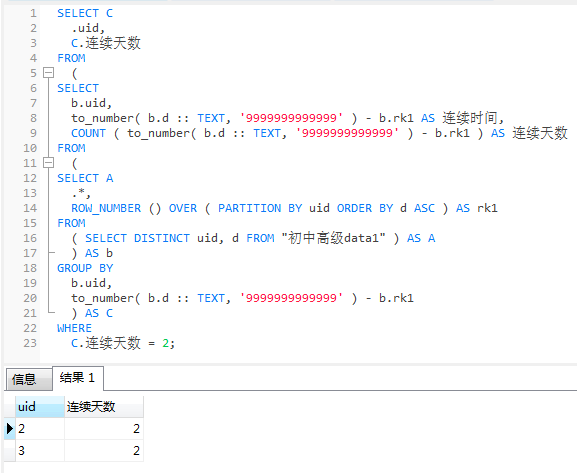 1 SELECT C
2 .uid,
3 C.连续天数
4 FROM
5 (
6 SELECT
7 b.uid,
8 to_number( b.d :: TEXT, '9999999999999' ) - b.rk1 AS 连续时间,
9 COUNT ( to_number( b.d :: TEXT, '9999999999999' ) - b.rk1 ) AS 连续天数
10 FROM
11 (
12 SELECT A
13 .*,
14 ROW_NUMBER () OVER ( PARTITION BY uid ORDER BY d ASC ) AS rk1
15 FROM
16 ( SELECT DISTINCT uid, d FROM "初中高级data1" ) AS A
17 ) AS b
18 GROUP BY
19 b.uid,
20 to_number( b.d :: TEXT, '9999999999999' ) - b.rk1
21 ) AS C
22 WHERE
23 C.连续天数 = 2;
信息 结果 1
uid 连续天数
2 2
3 2